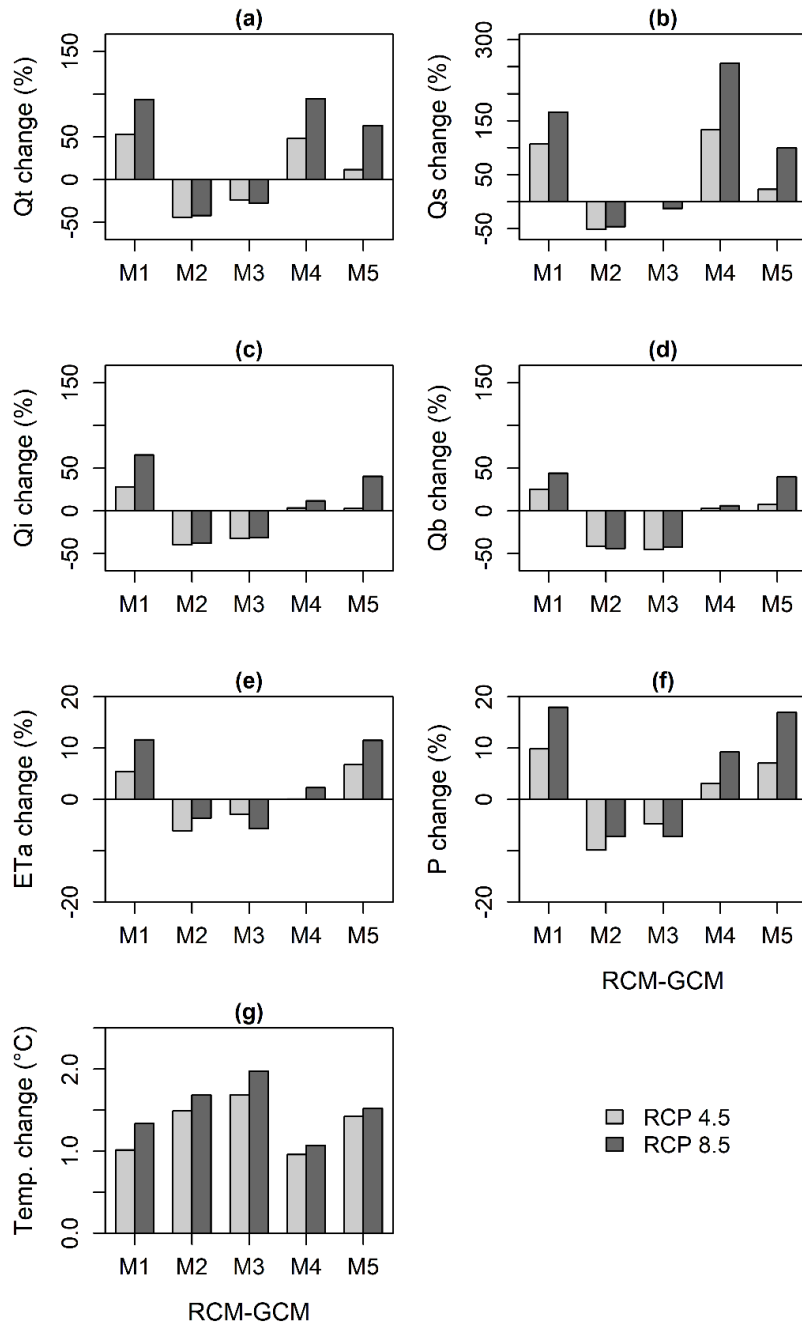 (a)
Qt change (%)
150
50
0
-50
M1 M2 M3 M4 M5
(b)
Qs change (%)
300
150
50
-50
M1 M2 M3 M4 M5
(c)
Qi change (%)
150
50
0
-50
M1 M2 M3 M4 M5
(d)
Qb change (%)
150
50
0
-50
M1 M2 M3 M4 M5
(e)
ETa change (%)
20
10
0
-20
M1 M2 M3 M4 M5
(f)
P change (%)
20
10
0
-20
M1 M2 M3 M4 M5
RCM-GCM
(g)
Temp. change (°C)
2.0
1.0
0.0
M1 M2 M3 M4 M5
RCM-GCM
RCP 4.5
RCP 8.5